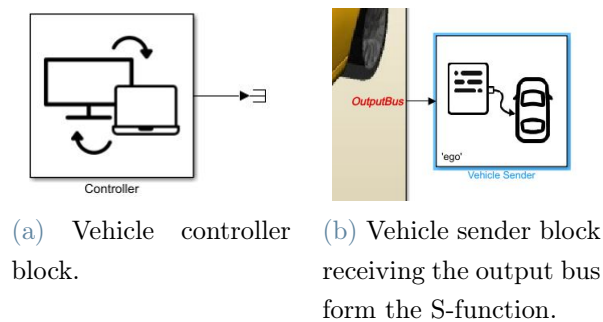 Controller
OutputBus
'ego'
Vehicle Sender
(a) Vehicle controller
block.
(b) Vehicle sender block
receiving the output bus
form the S-function.